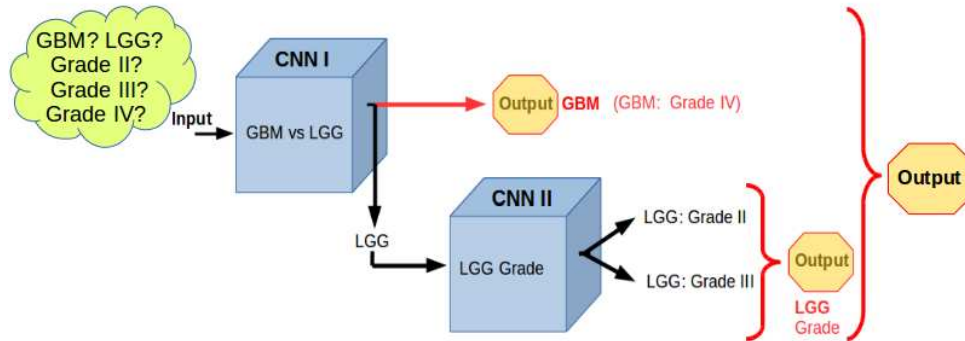 GBM? LGG?
Grade II?
Grade III?
Grade IV?
Input
CNN I
GBM vs LGG
Output
GBM (GBM: Grade IV)
LGG
CNN II
LGG Grade
LGG: Grade II
LGG: Grade III
Output
LGG
Grade
Output